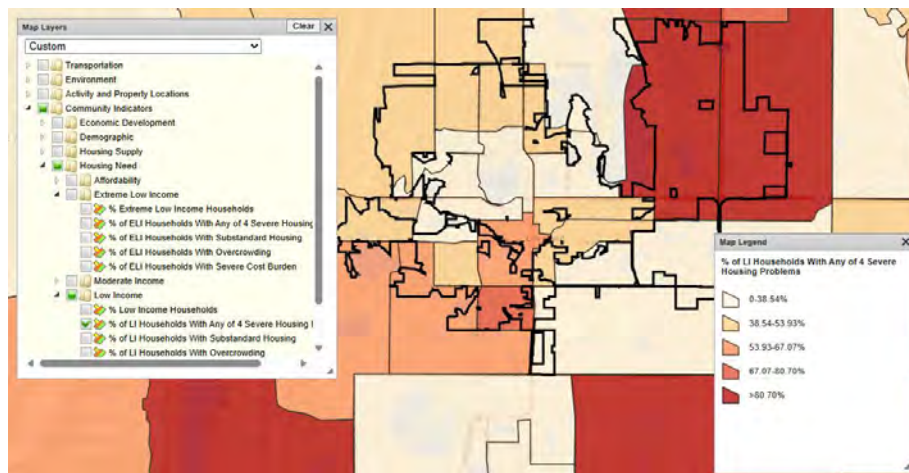 Map Layers
Clear
Custom
Transportation
Environment
Activity and Property Locations
Community Indicators
Economic Development
Demographic
Housing Supply
Housing Need
Affordability
Extreme Low Income
% Extreme Low Income Households
% of ELI Households With Any of 4 Severe Housing
% of ELI Households With Substandard Housing
% of ELI Households With Overcrowding
% of ELI Households With Severe Cost Burden
Moderate Income
Low Income
% Low Income Households
% of LI Households With Any of 4 Severe Housing
% of LI Households With Substandard Housing
% of LI Households With Overcrowding
Map Legend
% of LI Households With Any of 4 Severe
Housing Problems
0-38.54%
38.54-53.93%
53.93-67.07%
67.07-80.70%
>80.70%